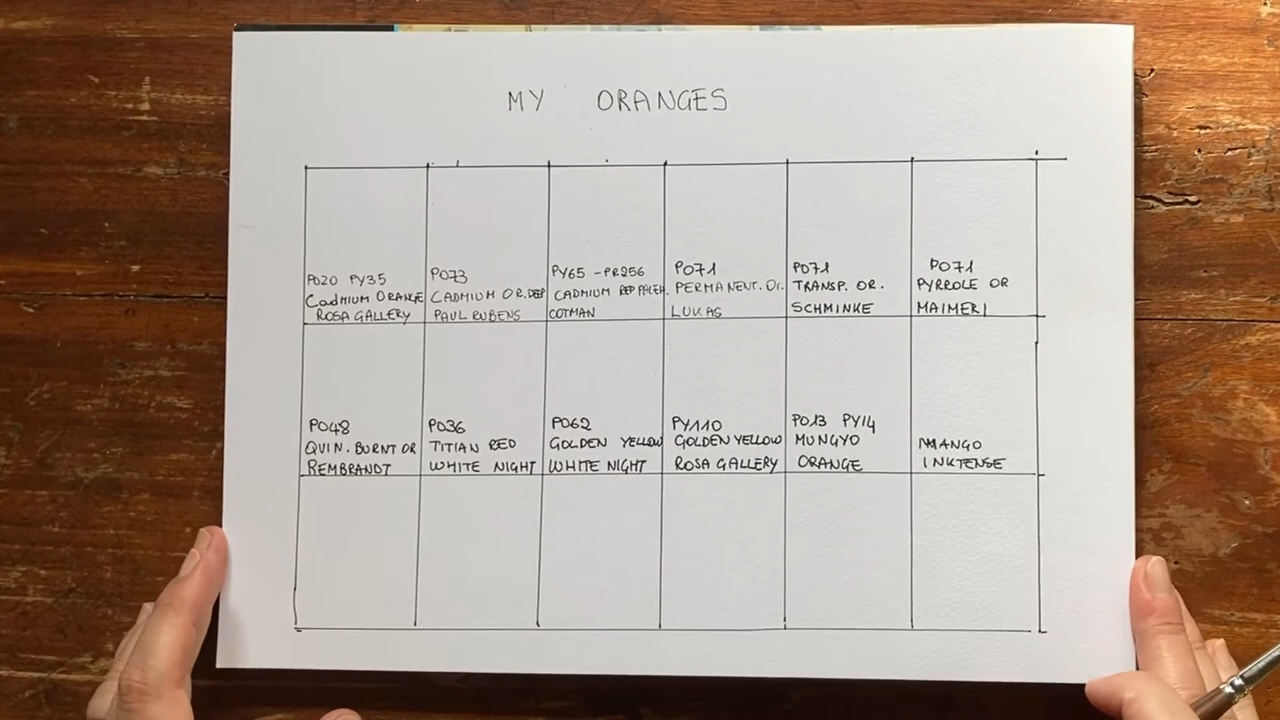 MY ORANGES
PO20 PY35
CADMIUM ORANGE
ROSA GALLERY
PO73
CADMIUM OR. DEEP
PAUL RUBENS
PY65 - PR256
CADMIUM RED
COTMAN
PO71
PERMANENT. Or.
LUKAS
PO71
TRANSP. OR.
SCHMINKE
PO71
PYRROLE OR
MAIMERI
PO48
QUIN. BURNT OR
REMBRANDT
PO36
TITIAN RED
WHITE NIGHT
PO62
GOLDEN YELLOW
WHITE NIGHT
PY110
GOLDEN YELLOW
ROSA GALLERY
PO13 PY14
MUNGYO
ORANGE
MANGO
INKTENSE